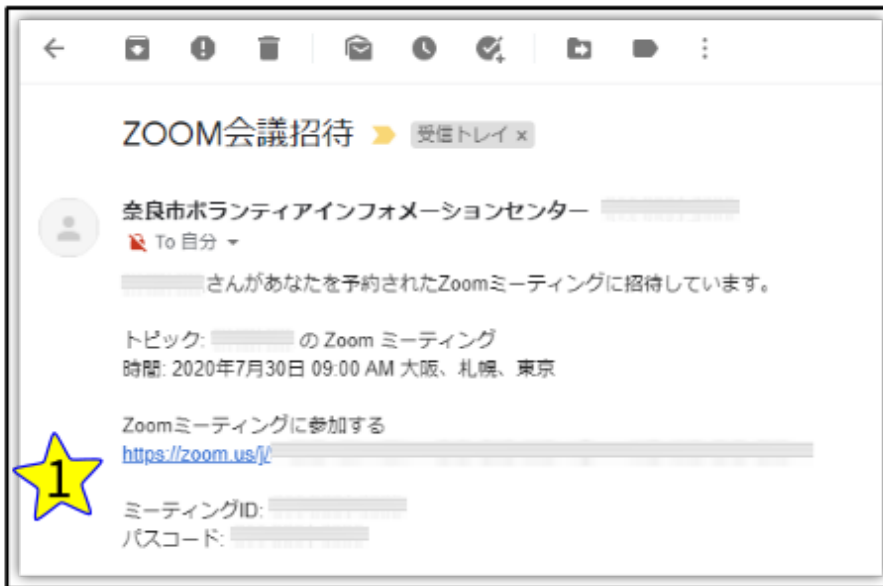 ZOOM会議招待 受信トレイ ×
奈良市ボランティアインフォメーションセンター
To 自分
さんがあなたを予約されたZoomミーティングに招待しています。
トピック: の Zoom ミーティング
時間: 2020年7月30日 09:00 AM 大阪、札幌、東京
Zoomミーティングに参加する
https://zoom.us/j/
1
ミーティングID:
パスコード: